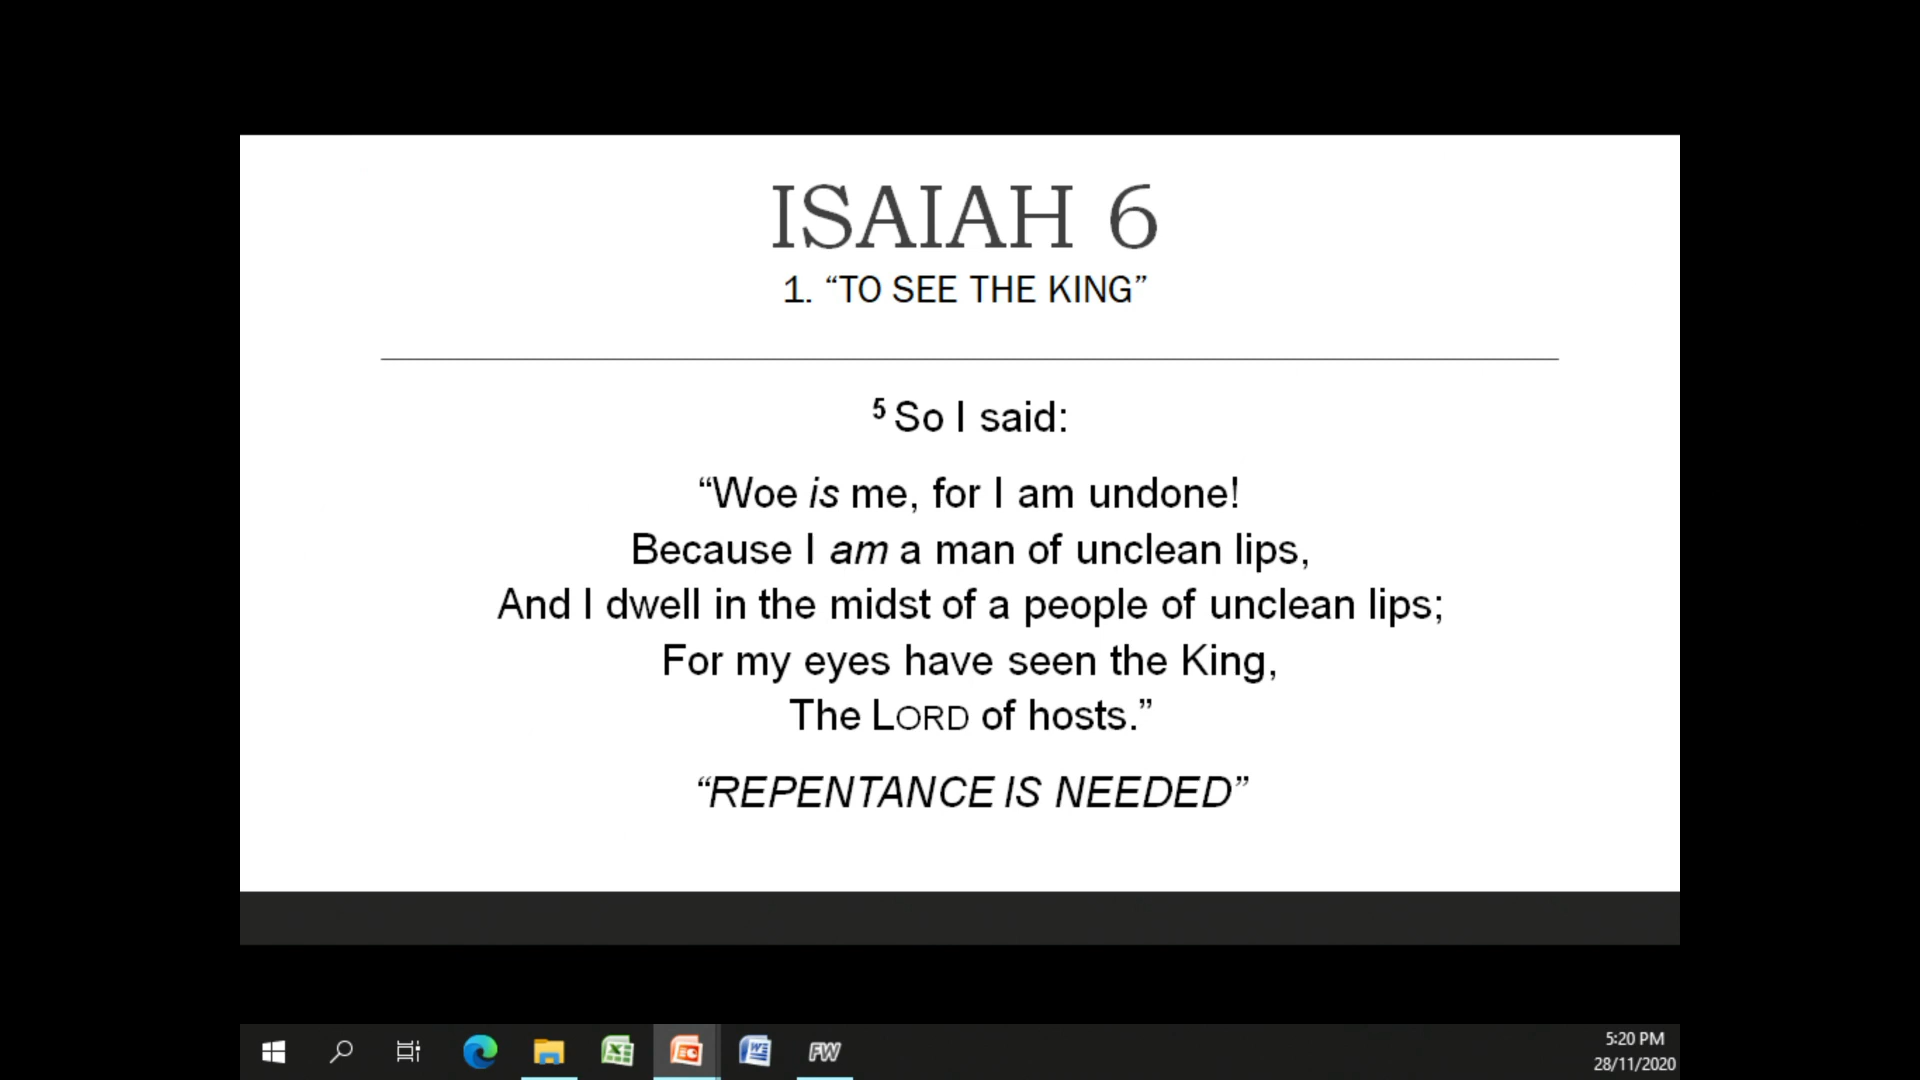 ISAIAH 6
1. “TO SEE THE KING”
5 So I said:
“Woe is me, for I am undone!
Because I am a man of unclean lips,
And I dwell in the midst of a people of unclean lips;
For my eyes have seen the King,
The LORD of hosts.”
“REPENTANCE IS NEEDED”
FW
5:20 PM
28/11/2020